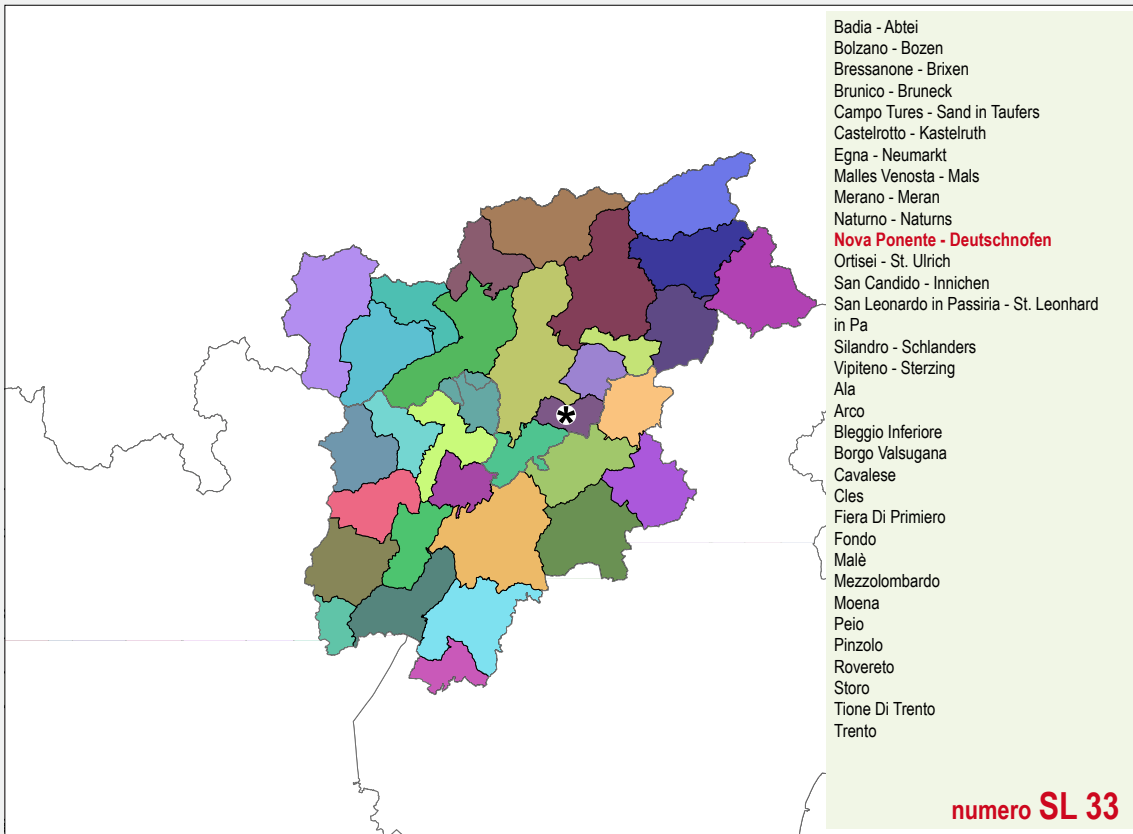 Badia - Abtei
Bolzano - Bozen
Bressanone - Brixen
Brunico - Bruneck
Campo Tures - Sand in Taufers
Castelrotto - Kastelruth
Egna - Neumarkt
Malles Venosta - Mals
Merano - Meran
Naturno - Naturns
Nova Ponente - Deutschnofen
Ortisei - St. Ulrich
San Candido - Innichen
San Leonardo in Passiria - St. Leonhard
in Pa
Silandro - Schlanders
Vipiteno - Sterzing
Ala
Arco
Bleggio Inferiore
Borgo Valsugana
Cavalese
Cles
Fiera Di Primiero
Fondo
Malè
Mezzolombardo
Moena
Peio
Pinzolo
Rovereto
Storo
Tione Di Trento
Trento
numero SL 33